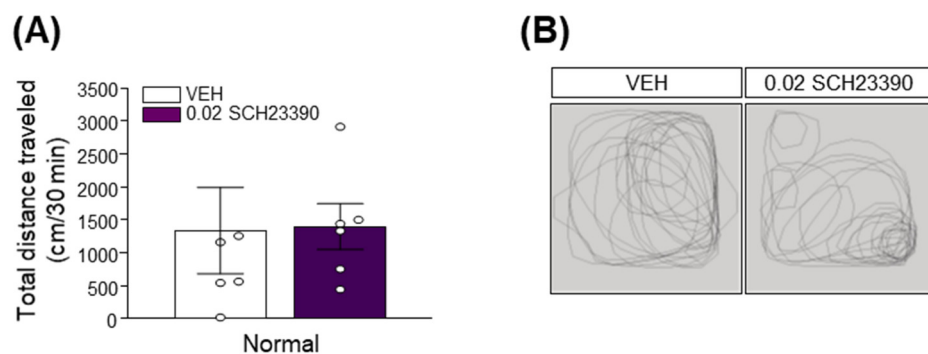 (A)
Total distance traveled
(cm/30 min)
3500
3000
2500
2000
1500
1000
500
0
VEH
0.02 SCH23390
Normal
(B)
VEH
0.02 SCH23390